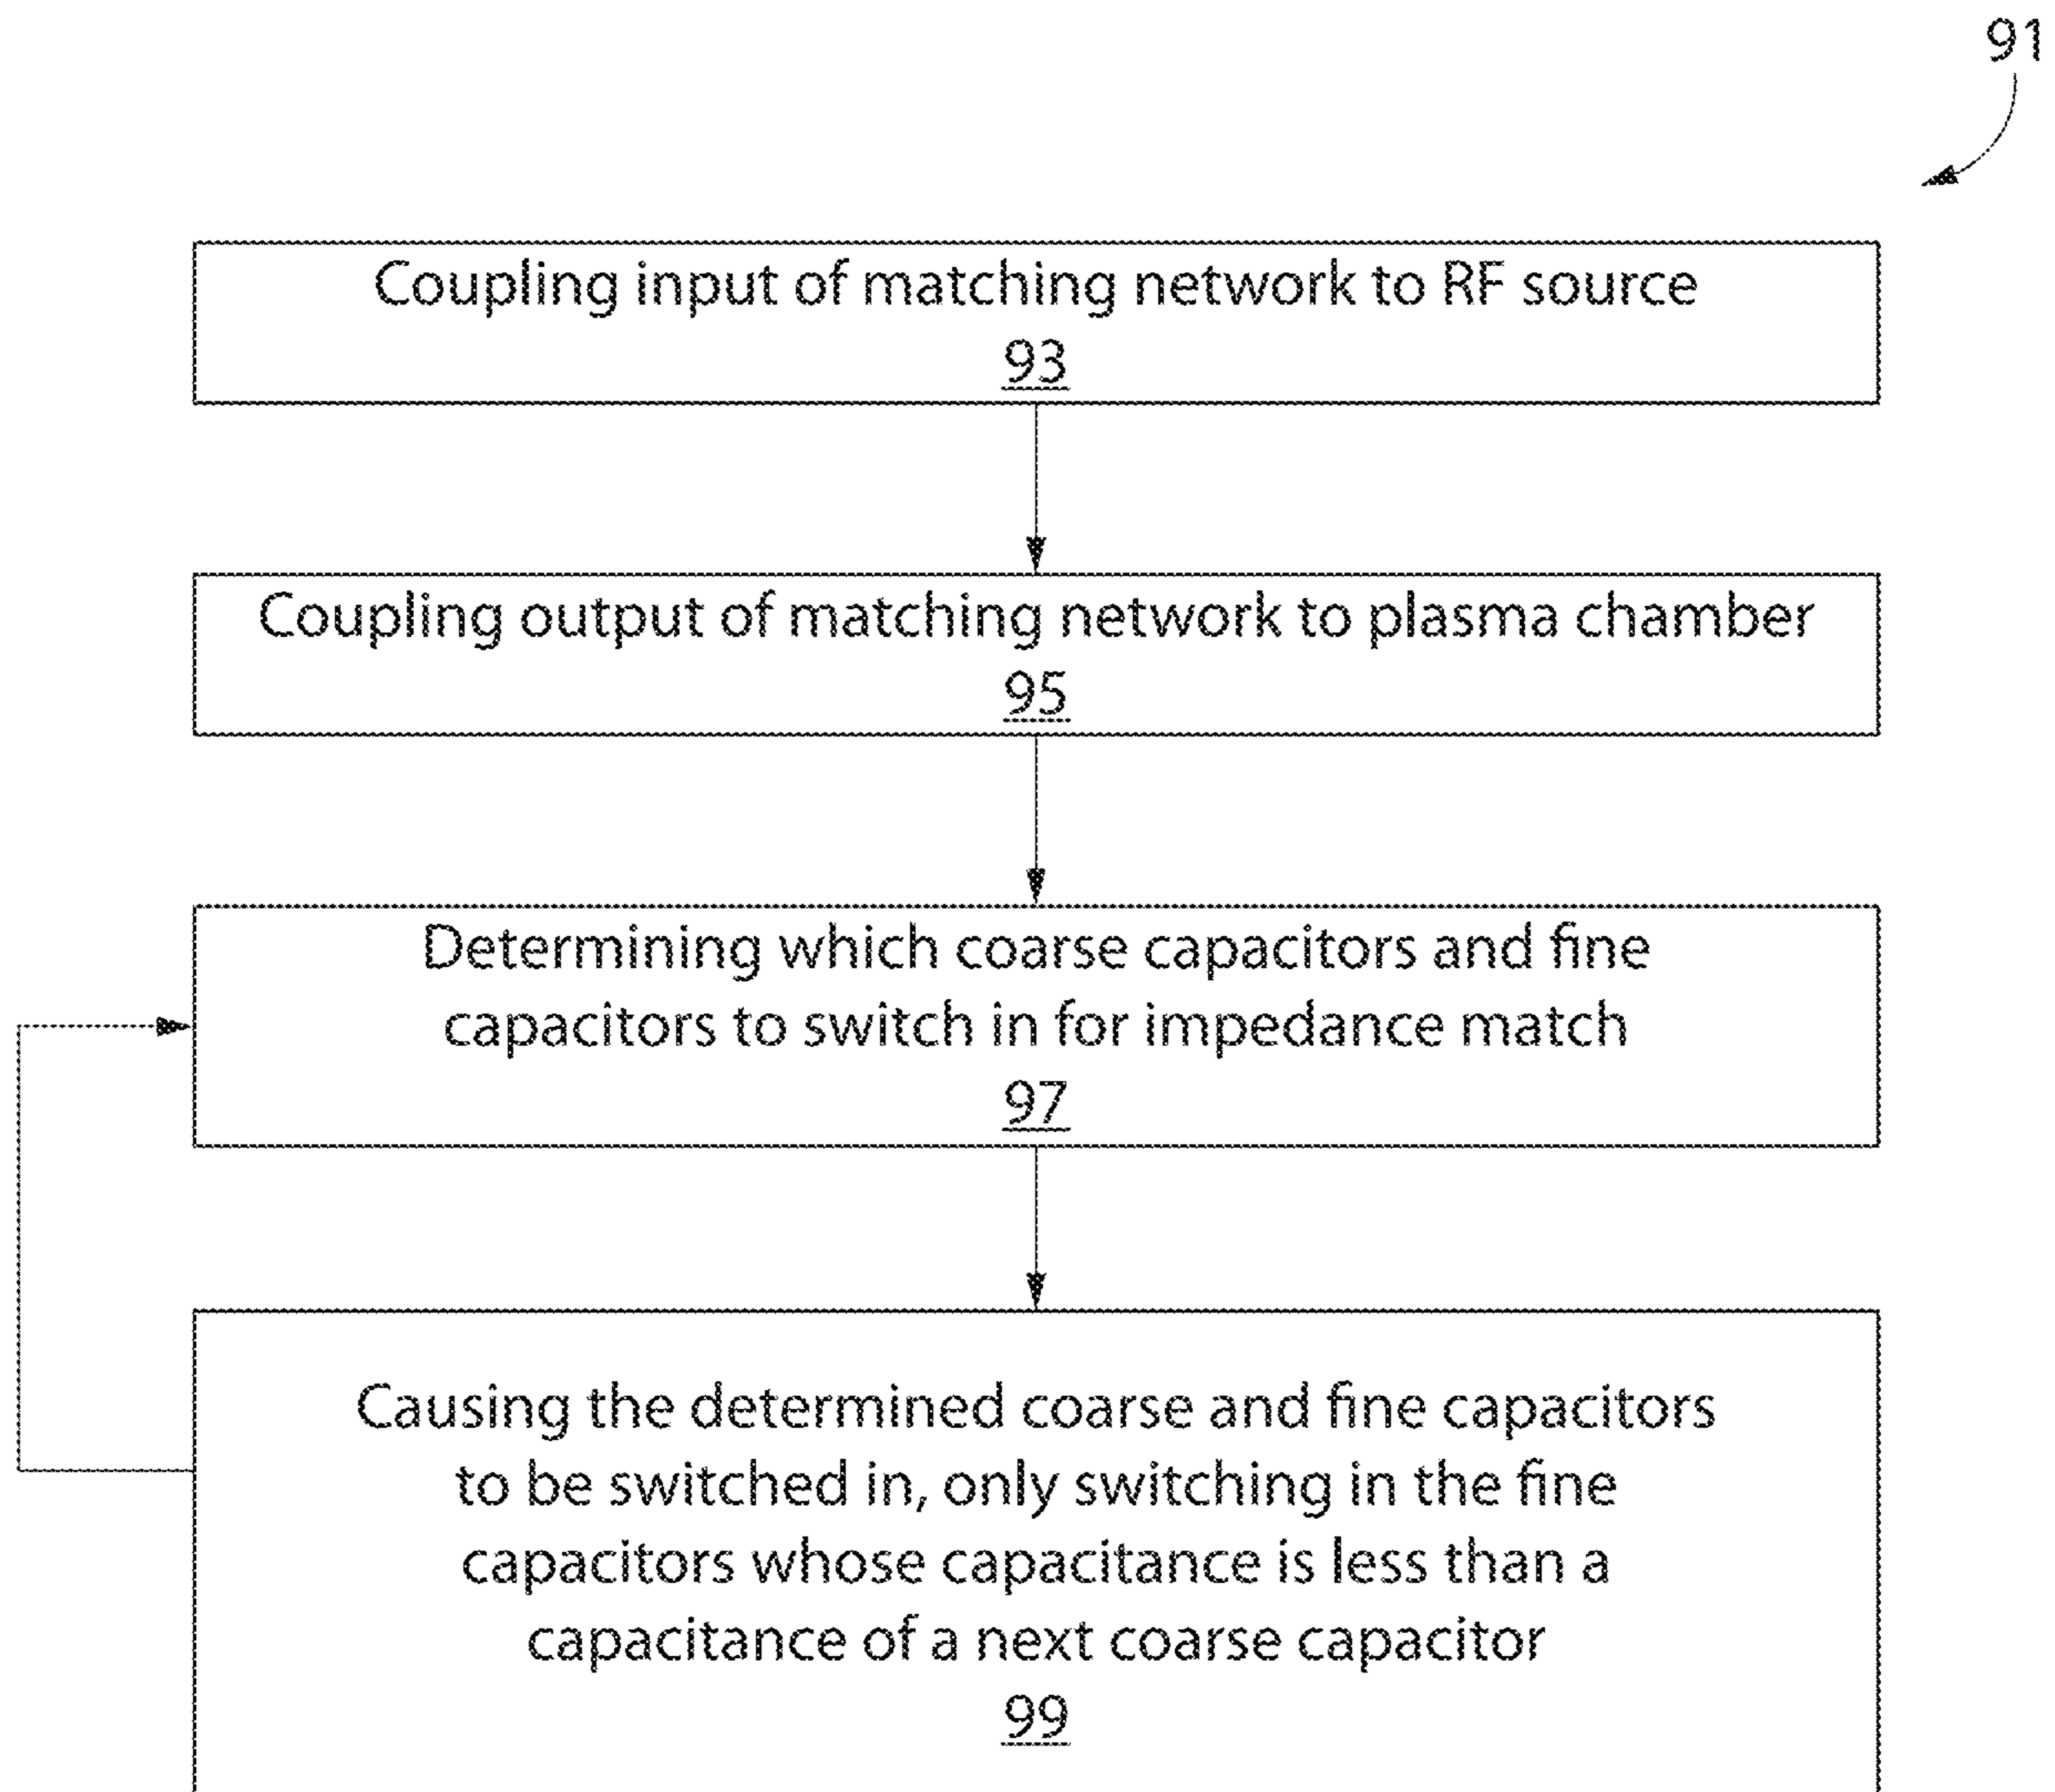 91
Coupling input of matching network to RF source
93
Coupling output of matching network to plasma chamber
95
Determining which coarse capacitors and fine
capacitors to switch in for impedance match
97
Causing the determined coarse and fine capacitors
to be switched in, only switching in the fine
capacitors whose capacitance is less than a
capacitance of a next coarse capacitor
99